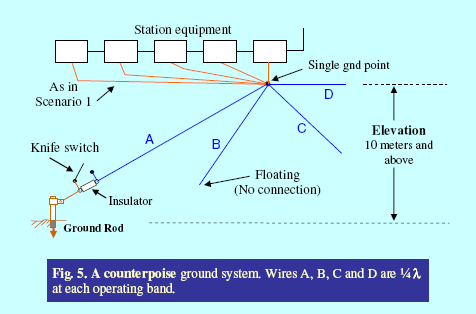 Station equipment
Single gnd point
As in
Scenario 1
D
C
A
B
Elevation
10 meters and
above
Knife switch
Floating
(No connection)
Insulator
Ground Rod
Fig. 5. A counterpoise ground system. Wires A, B, C and D are ¼λ
at each operating band.